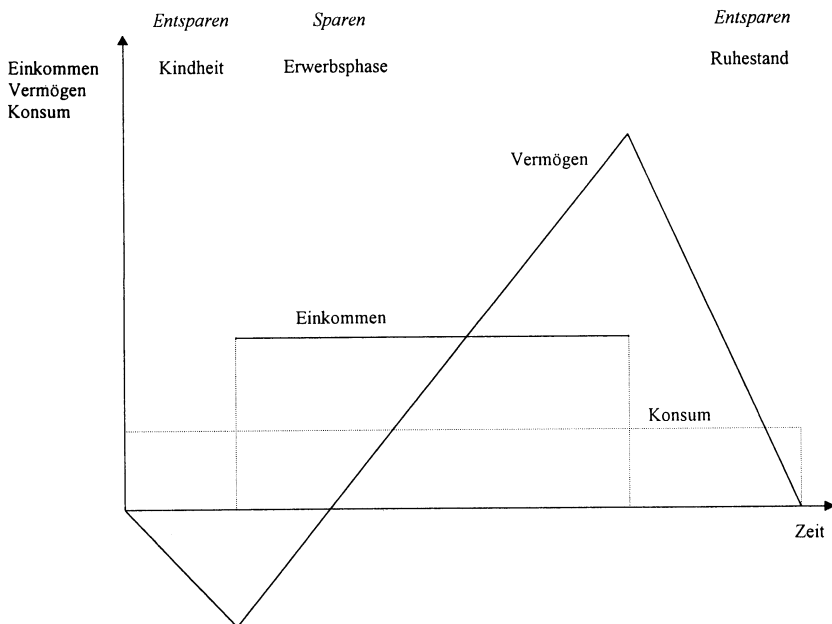 Entsparen
Sparen
Entsparen
Einkommen
Vermögen
Konsum
Kindheit
Erwerbsphase
Ruhestand
Vermögen
Einkommen
Konsum
Zeit